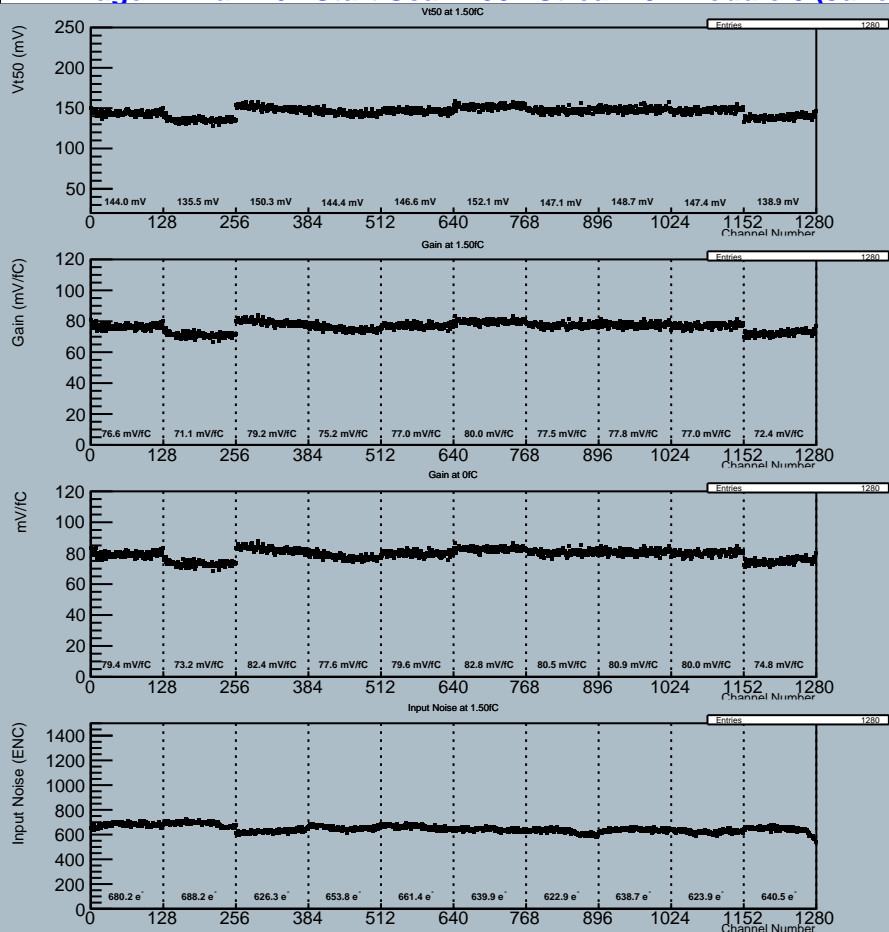 Vt50 at 1.50fC
Entries 1280
Vt50 (mV)
250
200
150
100
50
144.0 mV 135.5 mV 150.3 mV 144.4 mV 146.6 mV 152.1 mV 147.1 mV 148.7 mV 147.4 mV 138.9 mV
0 128 256 384 512 640 768 896 1024 1152 1280
Channel Number
Gain at 1.50fC
Entries 1280
Gain (mV/fC)
120
100
80
60
40
20
0
76.6 mV/fC 71.1 mV/fC 79.2 mV/fC 75.2 mV/fC 77.0 mV/fC 80.0 mV/fC 77.5 mV/fC 77.8 mV/fC 77.0 mV/fC 72.4 mV/fC
0 128 256 384 512 640 768 896 1024 1152 1280
Channel Number
Gain at 0fC
Entries 1280
mV/fC
120
100
80
60
40
20
0
79.4 mV/fC 73.2 mV/fC 82.4 mV/fC 77.6 mV/fC 79.6 mV/fC 82.8 mV/fC 80.5 mV/fC 80.9 mV/fC 80.0 mV/fC 74.8 mV/fC
0 128 256 384 512 640 768 896 1024 1152 1280
Channel Number
Input Noise at 1.50fC
Entries 1280
Input Noise (ENC)
1400
1200
1000
800
600
400
200
0
680.2 e⁻ 688.2 e⁻ 626.3 e⁻ 653.8 e⁻ 661.4 e⁻ 639.9 e⁻ 622.9 e⁻ 638.7 e⁻ 623.9 e⁻ 640.5 e⁻
0 128 256 384 512 640 768 896 1024 1152 1280
Channel Number